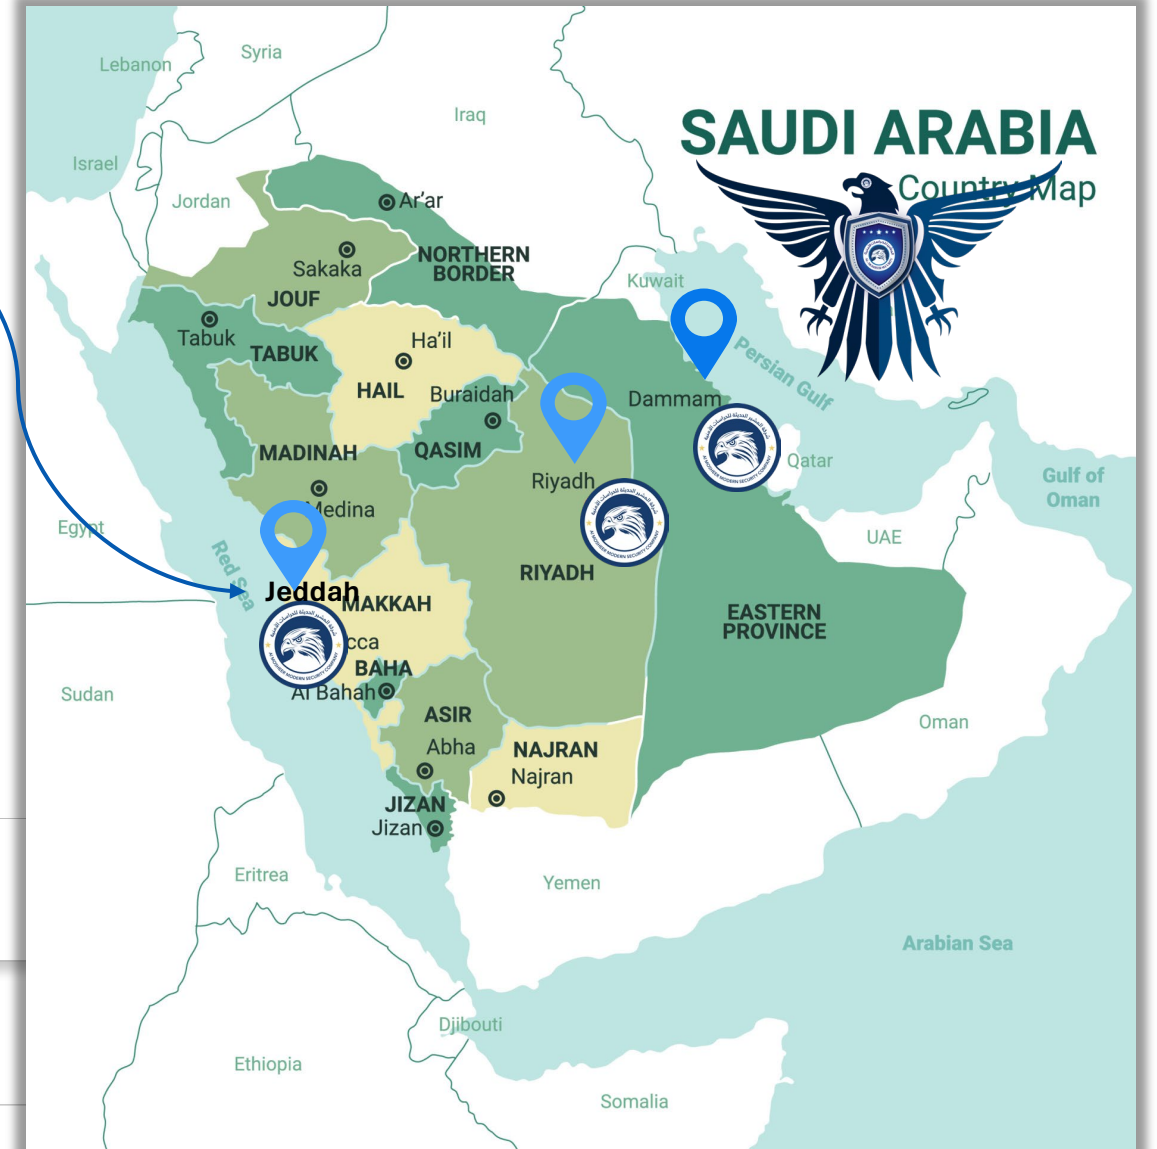 Syria
Lebanon
Iraq
SAUDI ARABIA
Country Map
Israel
Jordan
Ar'ar
NORTHERN
BORDER
Sakaka
JOUF
Kuwait
Tabuk
TABUK
Ha'il
HAIL
Persian Gulf
Buraidah
Dammam
QASIM
MADINAH
Qatar
Riyadh
Gulf of
Oman
Medina
Egypt
UAE
Red Sea
RIYADH
Jeddah
MAKKAH
EASTERN
PROVINCE
cca
BAHA
Al Bahah
Sudan
ASIR
Oman
Abha
NAJRAN
Najran
JIZAN
Jizan
Eritrea
Yemen
Arabian Sea
Djibouti
Ethiopia
Somalia